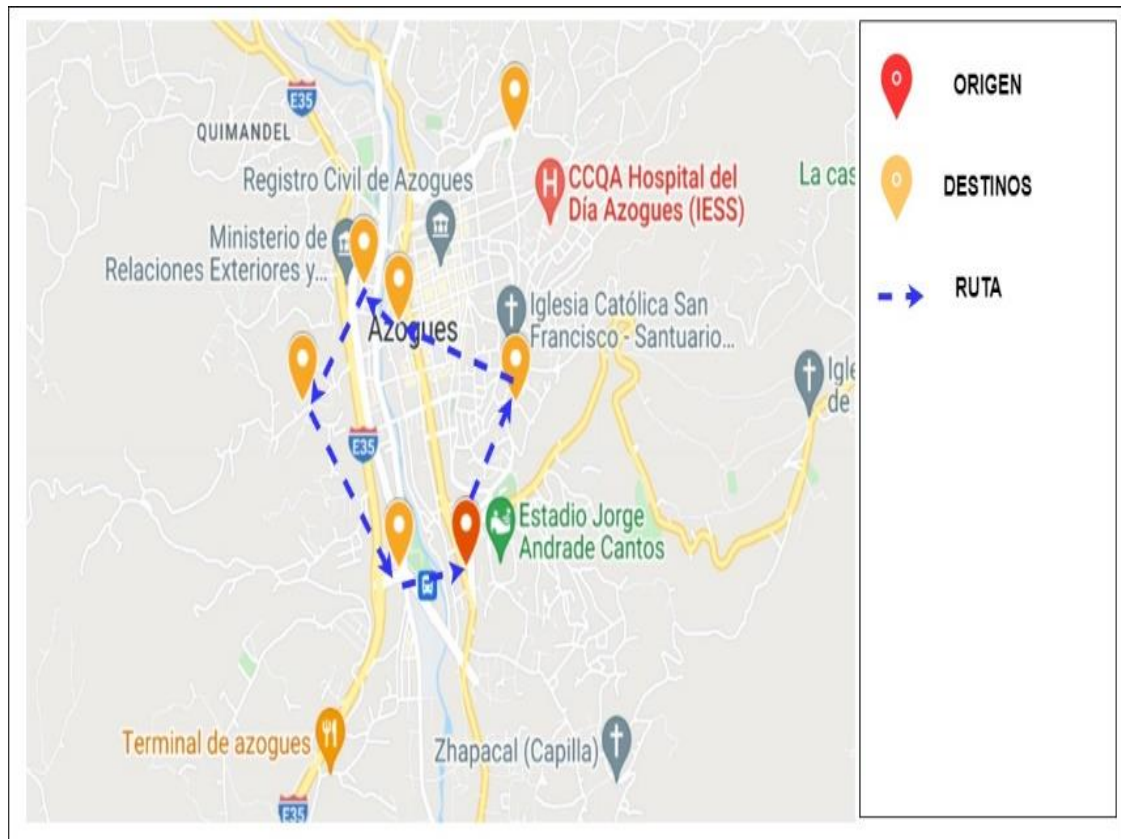 E35
QUIMANDEL
Registro Civil de Azogues
CCQA Hospital del
Día Azogues (IESS)
La cas
Ministerio de
Relaciones Exteriores y...
Azogues
Iglesia Católica San
Francisco - Santuario...
Igle
de
E35
Estadio Jorge
Andrade Cantos
Terminal de azogues
Zhapacal (Capilla)
E35
ORIGEN
DESTINOS
RUTA